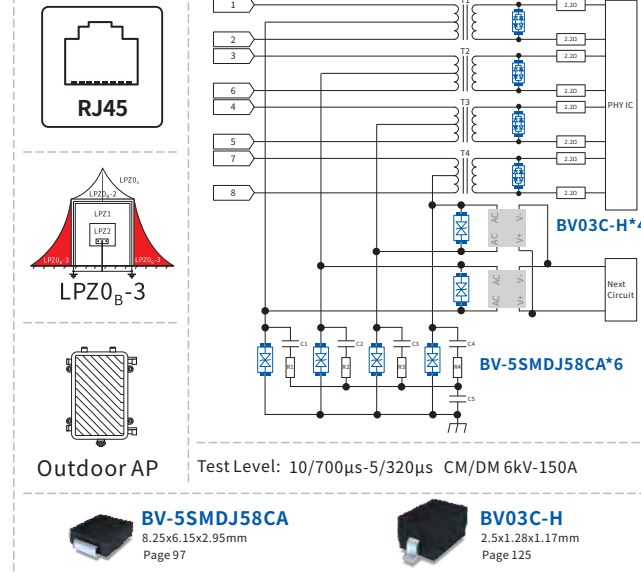 RJ45
LPZ0A
LPZ0B-2
LPZ1
LPZ2
LPZ0B-3
LPZ0B-3
LPZ0B-3
Outdoor AP
1
2
3
6
4
5
7
8
T2
T3
T4
2.2Ω
2.2Ω
2.2Ω
2.2Ω
2.2Ω
2.2Ω
2.2Ω
2.2Ω
PHY IC
BV03C-H*4
AC
AC
V-
V+
AC
AC
V-
V+
Next
Circuit
C1
C2
C3
C4
R1
R2
R3
R4
C5
BV-5SMDJ58CA*6
Test Level: 10/700μs-5/320μs CM/DM 6kV-150A
BV-5SMDJ58CA
8.25x6.15x2.95mm
Page 97
BV03C-H
2.5x1.28x1.17mm
Page 125